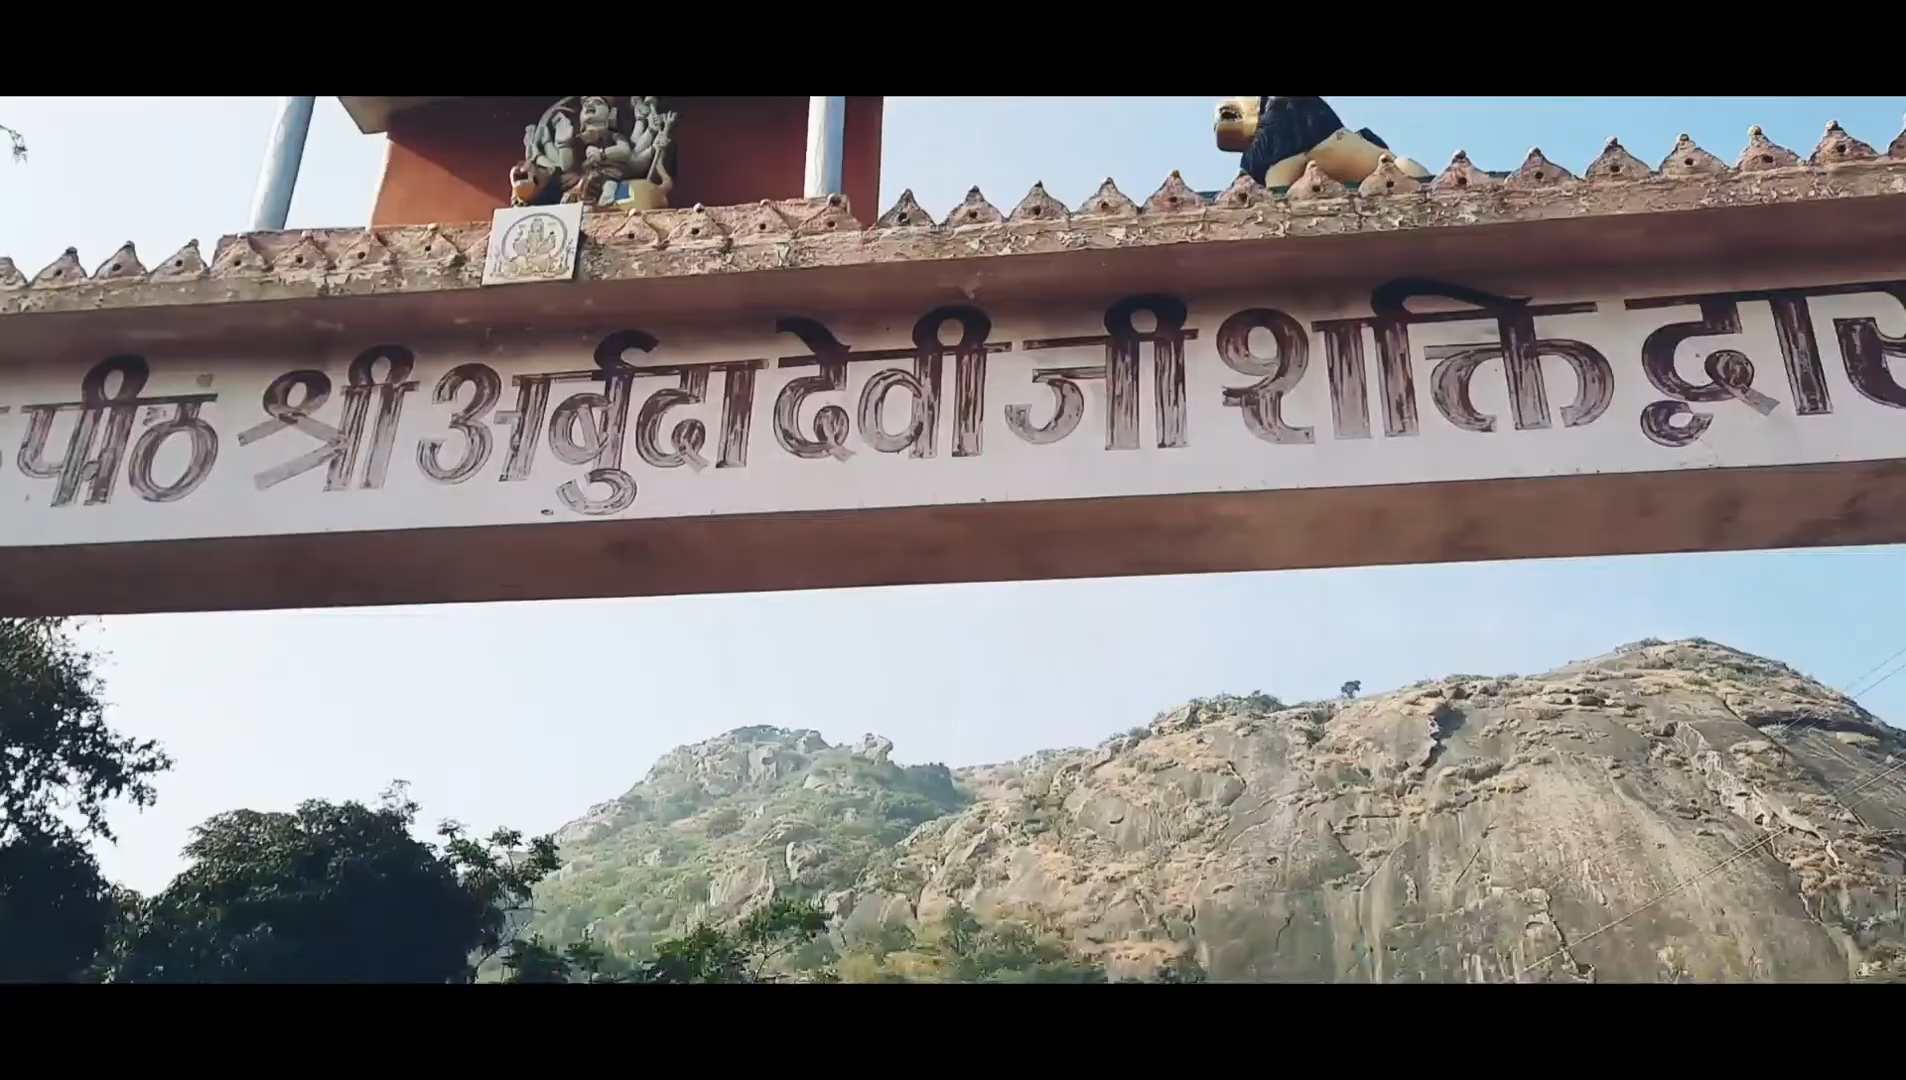 पीठ श्री अर्बुदा देवी जी शक्ति द्वार